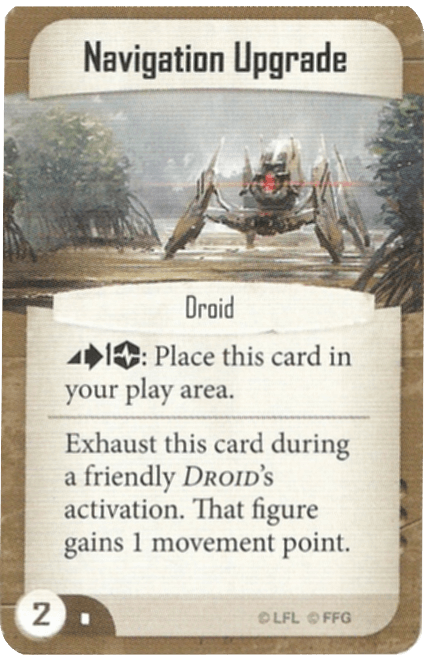 Navigation Upgrade
Droid
: Place this card in
your play area.
Exhaust this card during
a friendly DROID's
activation. That figure
gains 1 movement point.
2
© LFL © FFG